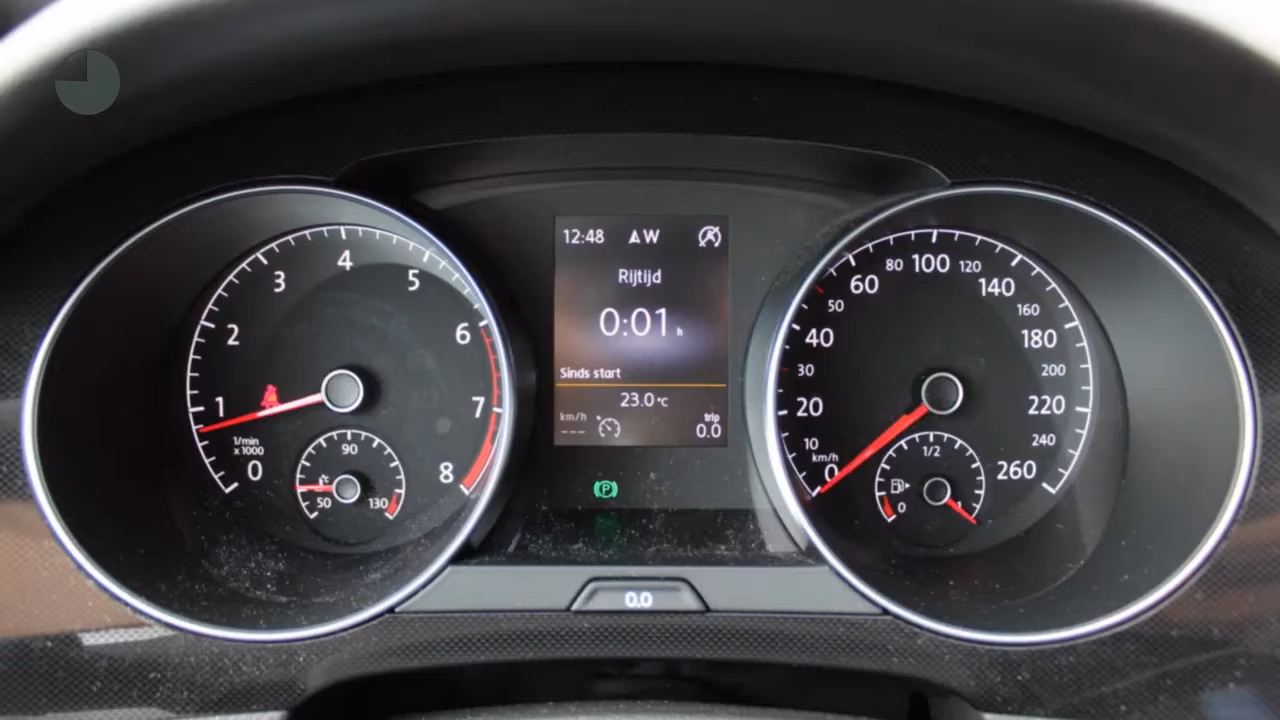 12:48 W
Rijtijd
0:01 h
Sinds start
23.0 °C
km/h trip
--- 0.0
0 1 2 3 4 5 6 7 8
1/min
x1000
50 90 130
°C
0 10 20 30 40 50 60 80 100 120 140 160 180 200 220 240 260
km/h
0 1/2 1
P
0.0